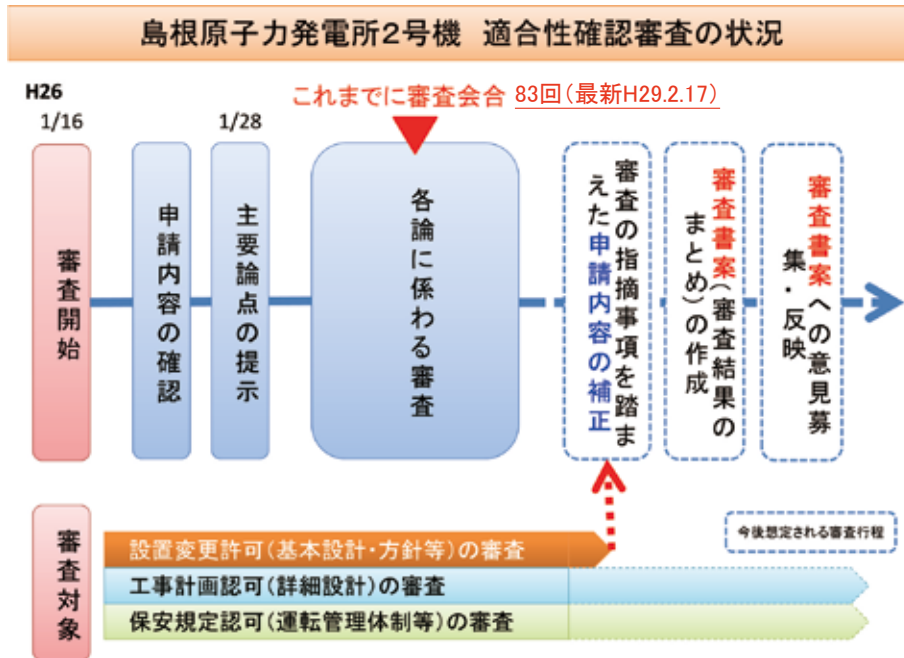 島根原子力発電所2号機 適合性確認審査の状況
H26
これまでに審査会合 83回(最新H29.2.17)
1/16
1/28
審査開始
申請内容の確認
主要論点の提示
各論に係わる審査
審査の指摘事項を踏ま
えた申請内容の補正
審査書案(審査結果の
まとめ)の作成
審査書案への意見募
集・反映
審査対象
設置変更許可(基本設計・方針等)の審査
今後想定される審査行程
工事計画認可(詳細設計)の審査
保安規定認可(運転管理体制等)の審査